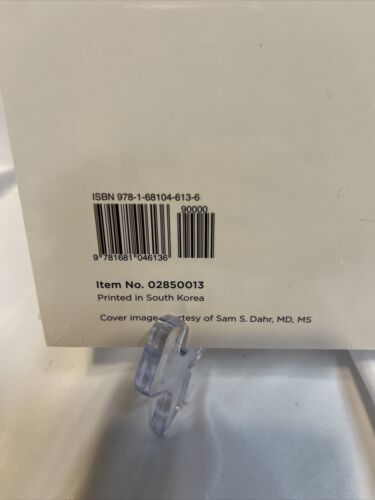 ISBN 978-1-68104-613-6
90000
9 781681 046136
Item No. 02850013
Printed in South Korea
Cover image courtesy of Sam S. Dahr, MD, MS